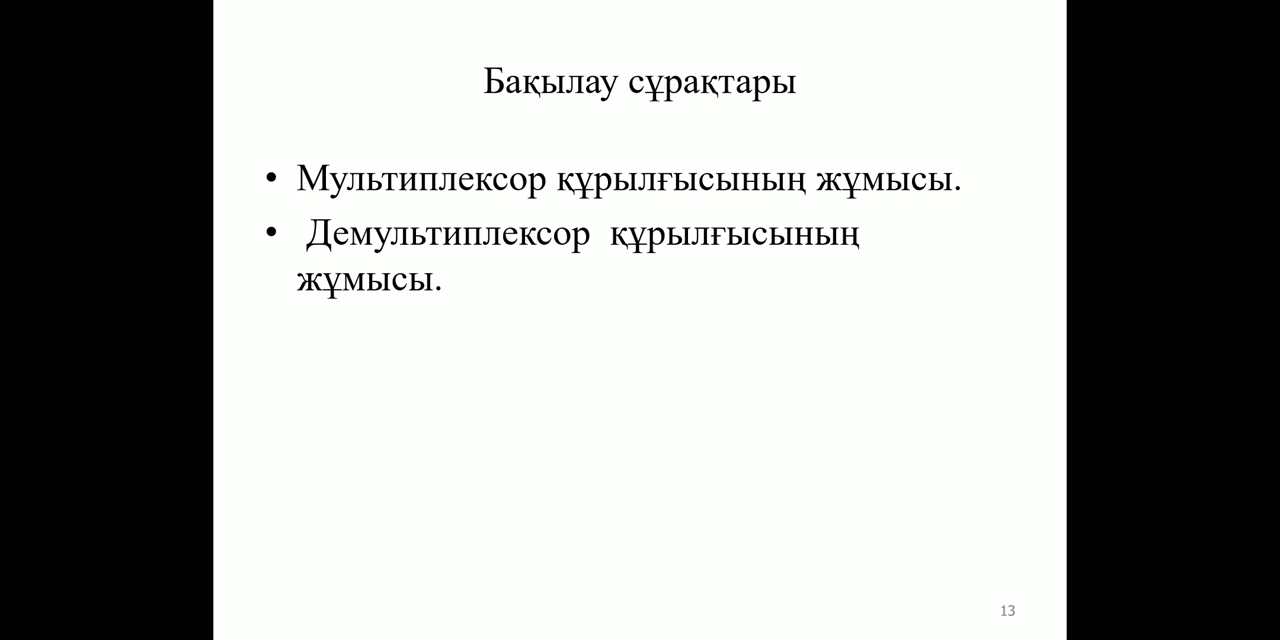 Бақылау сұрақтары
• Мультиплексор құрылғысының жұмысы.
• Демультиплексор құрылғысының
жұмысы.
13